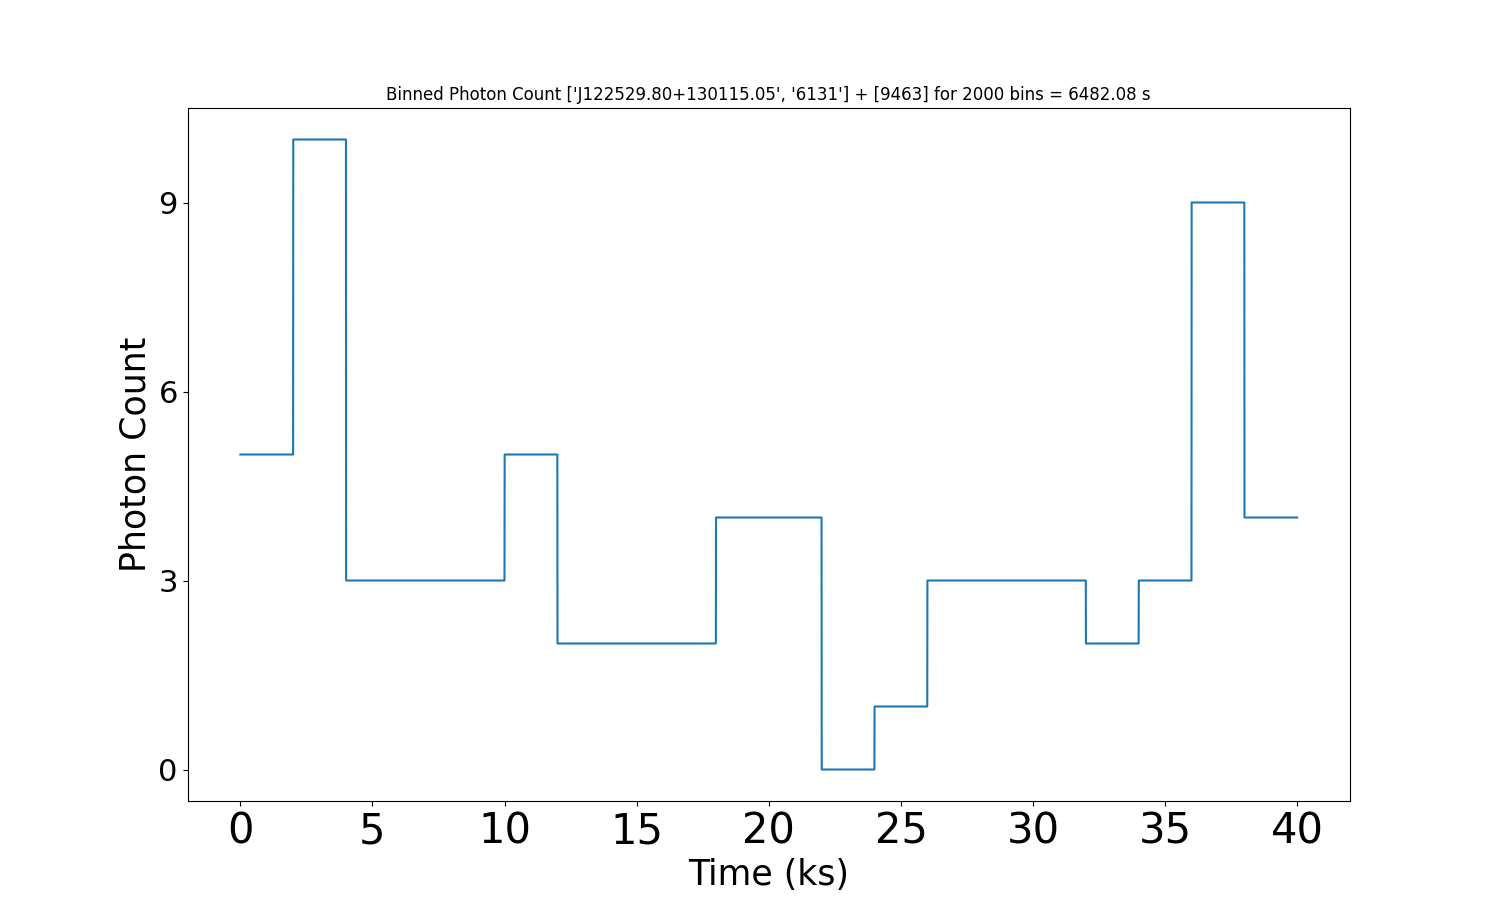 Binned Photon Count ['J122529.80+130115.05', '6131'] + [9463] for 2000 bins = 6482.08 s
Photon Count
9
6
3
0
0 5 10 15 20 25 30 35 40
Time (ks)